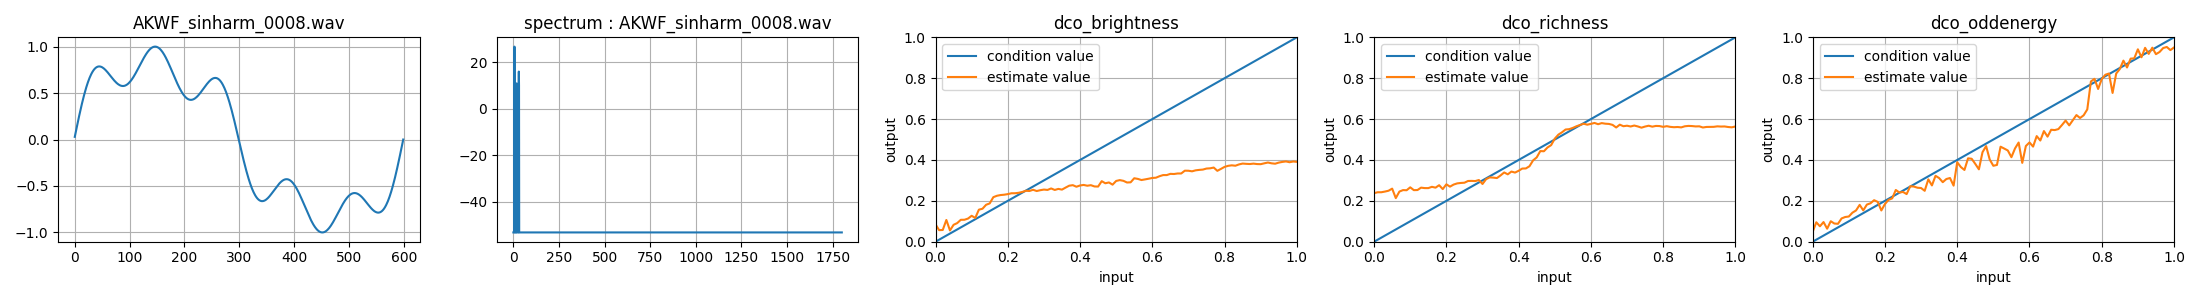 AKWF_sinharm_0008.wav
1.0
0.5
0.0
−0.5
−1.0
0 100 200 300 400 500 600
spectrum : AKWF_sinharm_0008.wav
20
0
−20
−40
0 250 500 750 1000 1250 1500 1750
dco_brightness
condition value
estimate value
output
1.0
0.8
0.6
0.4
0.2
0.0
0.0 0.2 0.4 0.6 0.8 1.0
input
dco_richness
condition value
estimate value
output
1.0
0.8
0.6
0.4
0.2
0.0
0.0 0.2 0.4 0.6 0.8 1.0
input
dco_oddenergy
condition value
estimate value
output
1.0
0.8
0.6
0.4
0.2
0.0
0.0 0.2 0.4 0.6 0.8 1.0
input